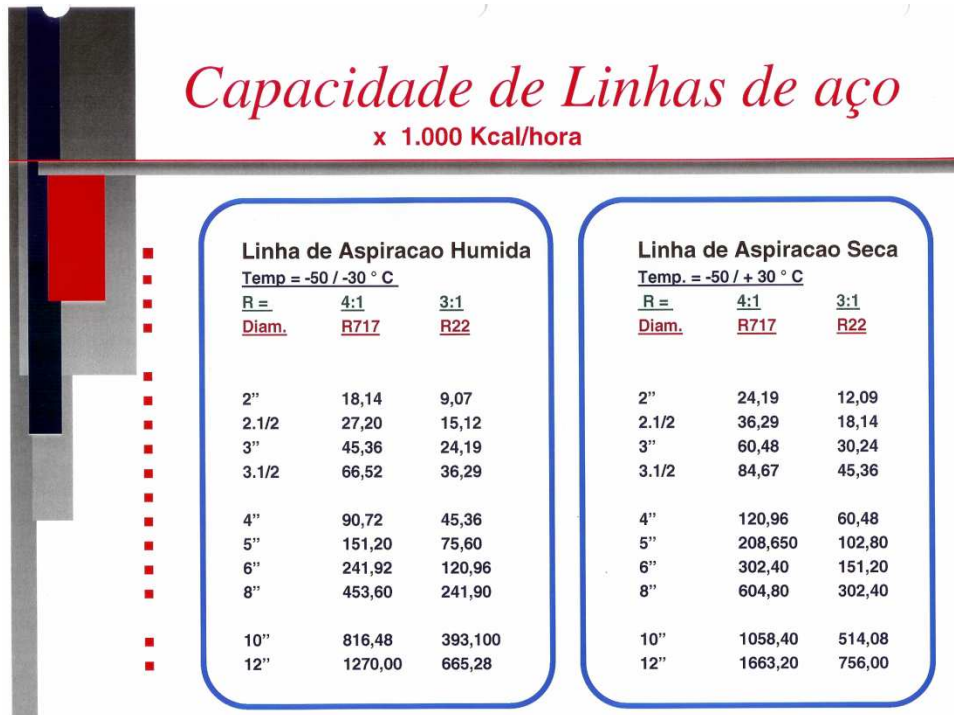 Capacidade de Linhas de aço
x 1.000 Kcal/hora
Linha de Aspiracao Humida
Temp = -50 / -30 ° C
R = 4:1 3:1
Diam. R717 R22
2” 18,14 9,07
2.1/2 27,20 15,12
3” 45,36 24,19
3.1/2 66,52 36,29
4” 90,72 45,36
5” 151,20 75,60
6” 241,92 120,96
8” 453,60 241,90
10” 816,48 393,100
12” 1270,00 665,28
Linha de Aspiracao Seca
Temp. = -50 / + 30 ° C
R = 4:1 3:1
Diam. R717 R22
2” 24,19 12,09
2.1/2 36,29 18,14
3” 60,48 30,24
3.1/2 84,67 45,36
4” 120,96 60,48
5” 208,650 102,80
6” 302,40 151,20
8” 604,80 302,40
10” 1058,40 514,08
12” 1663,20 756,00